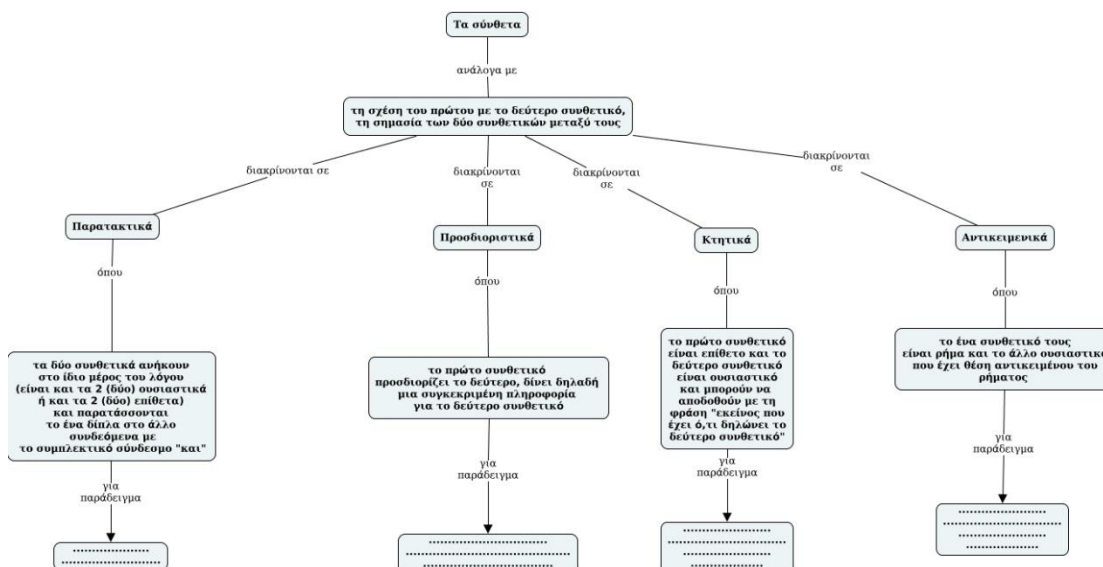 Τα σύνθετα
ανάλογα με
τη σχέση του πρώτου με το δεύτερο συνθετικό,
τη σημασία των δύο συνθετικών μεταξύ τους
διακρίνονται σε
διακρίνονται
σε
διακρίνονται
σε
διακρίνονται
σε
Παρατακτικά
Προσδιοριστικά
Κτητικά
Αντικειμενικά
όπου
όπου
όπου
όπου
τα δύο συνθετικά ανήκουν
στο ίδιο μέρος του λόγου
(είναι και τα 2 (δύο) ουσιαστικά
ή και τα 2 (δύο) επίθετα)
και παρατάσσονται
το ένα δίπλα στο άλλο
συνδεόμενα με
το συμπλεκτικό σύνδεσμο "και"
το πρώτο συνθετικό
προσδιορίζει το δεύτερο, δίνει δηλαδή
μια συγκεκριμένη πληροφορία
για το δεύτερο συνθετικό
το πρώτο συνθετικό
είναι επίθετο και το
δεύτερο συνθετικό
είναι ουσιαστικό
και μπορούν να
αποδοθούν με τη
φράση "εκείνος που
έχει ό,τι δηλώνει το
δεύτερο συνθετικό"
το ένα συνθετικό τους
είναι ρήμα και το άλλο ουσιαστικό
που έχει θέση αντικειμένου του
ρήματος
για
παράδειγμα
για
παράδειγμα
για
παράδειγμα
για
παράδειγμα
.....................
............................
.................................
..............................................
............................
.........................
.................................
.........................
.........................
.........................
.................................
.........................
.....................